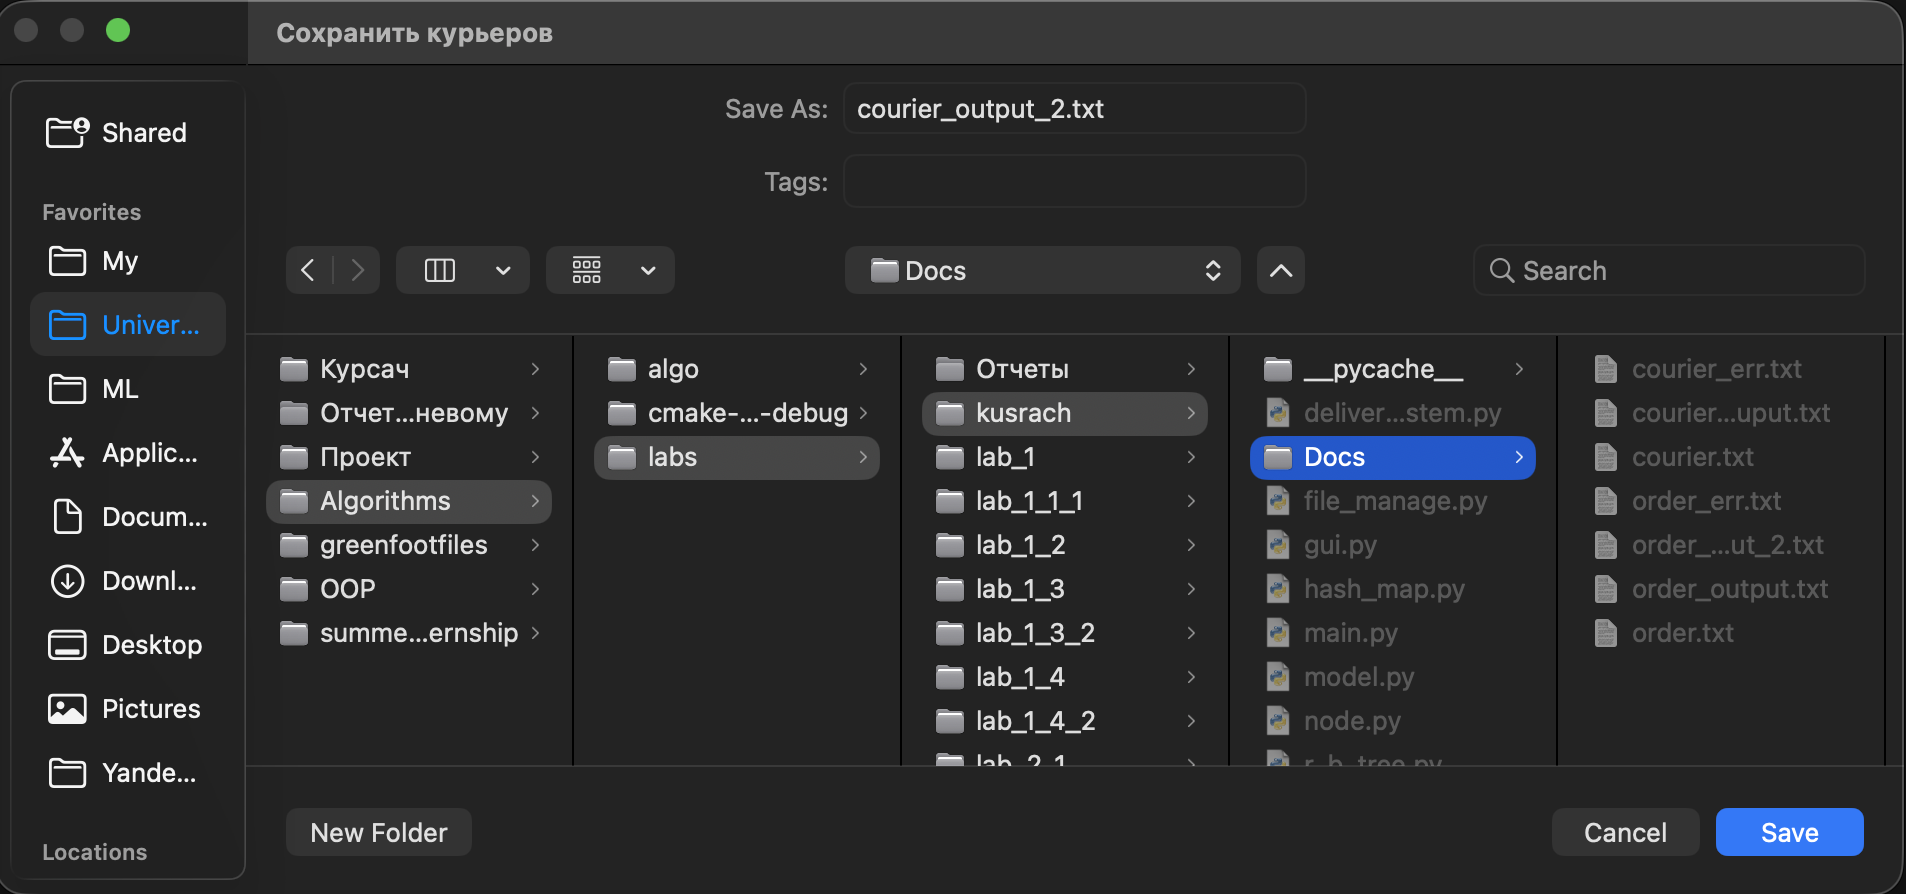 Сохранить курьеров
Save As: courier_output_2.txt
Tags:
Docs
Search
Shared
Favorites
My
Univer...
ML
Applic...
Docum...
Downl...
Desktop
Pictures
Yande...
Locations
Курсач
Отчет...невому
Проект
Algorithms
greenfootfiles
OOP
summe...ernship
algo
cmake-...-debug
labs
Отчеты
kusrach
lab_1
lab_1_1_1
lab_1_2
lab_1_3
lab_1_3_2
lab_1_4
lab_1_4_2
lab_2_1
__pycache__
deliver...stem.py
Docs
file_manage.py
gui.py
hash_map.py
main.py
model.py
node.py
r_b_tree.py
courier_err.txt
courier...uput.txt
courier.txt
order_err.txt
order_...ut_2.txt
order_output.txt
order.txt
New Folder
Cancel
Save